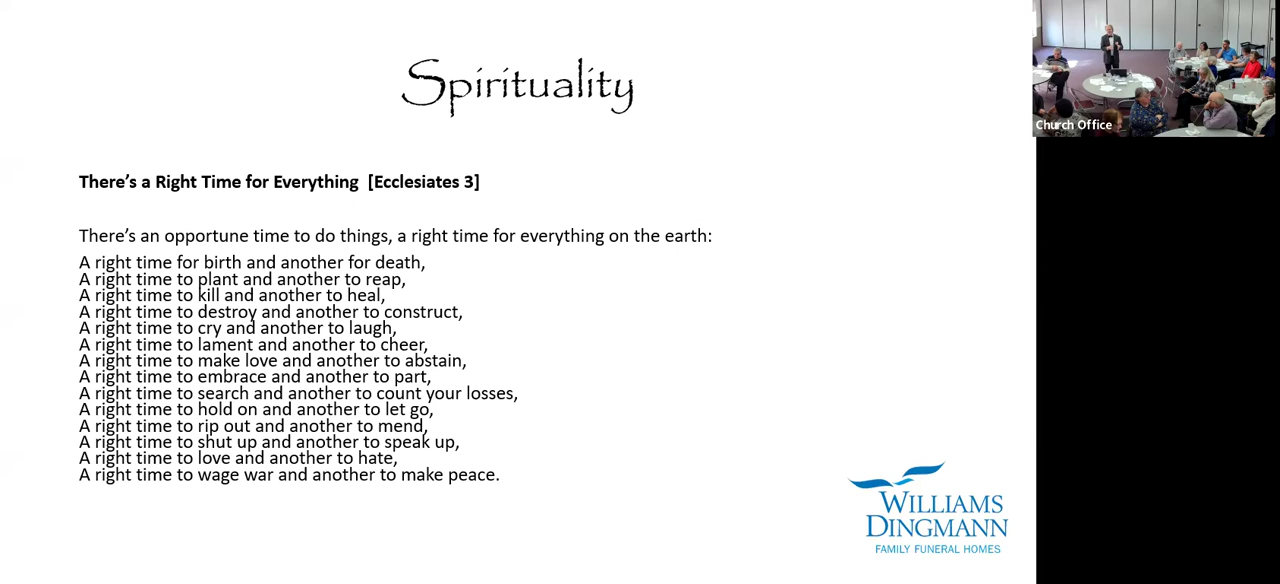 Spirituality
There's a Right Time for Everything [Ecclesiates 3]
There's an opportune time to do things, a right time for everything on the earth:
A right time for birth and another for death,
A right time to plant and another to reap,
A right time to kill and another to heal,
A right time to destroy and another to construct,
A right time to cry and another to laugh,
A right time to lament and another to cheer,
A right time to make love and another to abstain,
A right time to embrace and another to part,
A right time to search and another to count your losses,
A right time to hold on and another to let go,
A right time to rip out and another to mend,
A right time to shut up and another to speak up,
A right time to love and another to hate,
A right time to wage war and another to make peace.
WILLIAMS
DINGMANN
FAMILY FUNERAL HOMES
Church Office